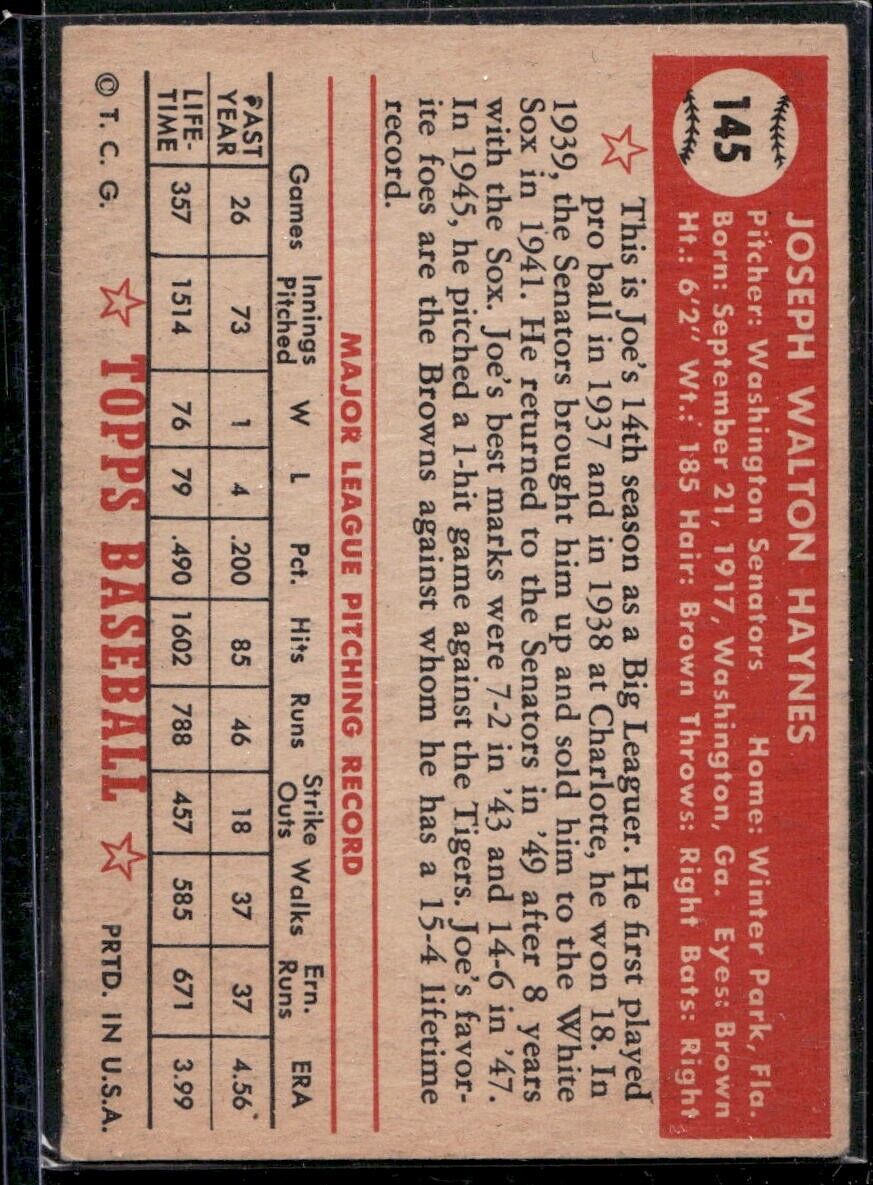 145
JOSEPH WALTON HAYNES
Pitcher: Washington Senators Home: Winter Park, Fla.
Born: September 21, 1917, Washington, Ga. Eyes: Brown
Ht.: 6'2" Wt.: 185 Hair: Brown Throws: Right Bats: Right
This is Joe's 14th season as a Big Leaguer. He first played
pro ball in 1937 and in 1938 at Charlotte, he won 18. In
1939, the Senators brought him up and sold him to the White
Sox in 1941. He returned to the Senators in '49 after 8 years
with the Sox. Joe's best marks were 7-2 in '43 and 14-6 in '47.
In 1945, he pitched a 1-hit game against the Tigers. Joe's favor-
ite foes are the Browns against whom he has a 15-4 lifetime
record.
MAJOR LEAGUE PITCHING RECORD
Games Innings Pitched W L Pct. Hits Runs Strike Outs Walks Ern. Runs ERA
PAST YEAR 26 73 1 4 .200 85 46 18 37 37 4.56
LIFE-TIME 357 1514 76 79 .490 1602 788 457 585 671 3.99
© T. C. G. TOPPS BASEBALL PRTD. IN U.S.A.